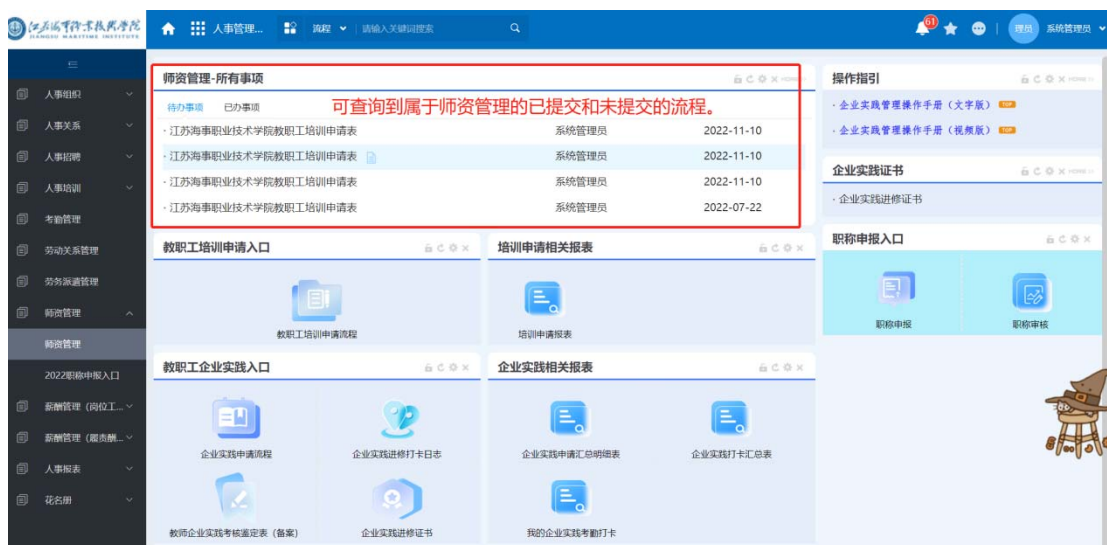 江苏海事职业技术学院
JIANGSU MARITIME INSTITUTE
人事管理...
流程
请输入关键词搜索
61
理员
系统管理员
人事组织
人事关系
人事招聘
人事培训
考勤管理
劳动关系管理
劳务派遣管理
师资管理
师资管理
2022职称申报入口
薪酬管理（岗位工...
薪酬管理（履责酬...
人事报表
花名册
师资管理-所有事项
待办事项 已办事项
可查询到属于师资管理的已提交和未提交的流程。
· 江苏海事职业技术学院教职工培训申请表 系统管理员 2022-11-10
· 江苏海事职业技术学院教职工培训申请表 系统管理员 2022-11-10
· 江苏海事职业技术学院教职工培训申请表 系统管理员 2022-11-10
· 江苏海事职业技术学院教职工培训申请表 系统管理员 2022-07-22
教职工培训申请入口
教职工培训申请流程
培训申请相关报表
培训申请报表
教职工企业实践入口
企业实践申请流程
企业实践进修打卡日志
教师企业实践考核鉴定表（备案）
企业实践进修证书
企业实践相关报表
企业实践申请汇总明细表
企业实践打卡汇总表
我的企业实践考勤打卡
操作指引
· 企业实践管理操作手册（文字版） TOP
· 企业实践管理操作手册（视频版） TOP
企业实践证书
· 企业实践进修证书
职称申报入口
职称申报
职称审核